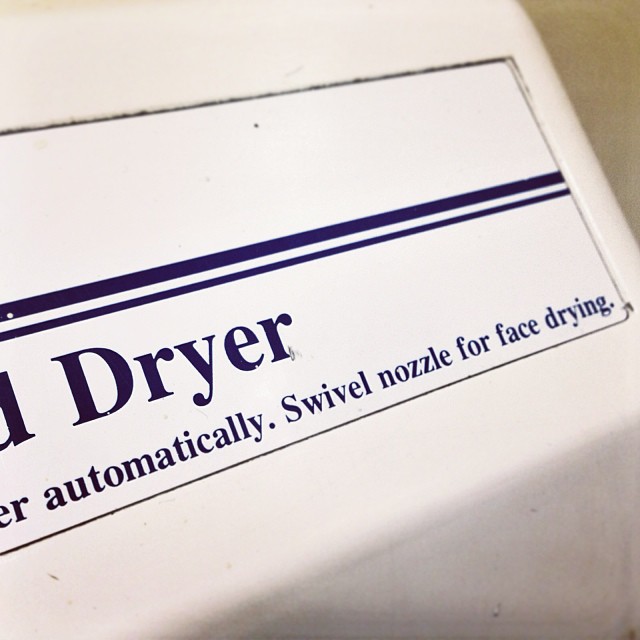 d Dryer
er automatically. Swivel nozzle for face drying.